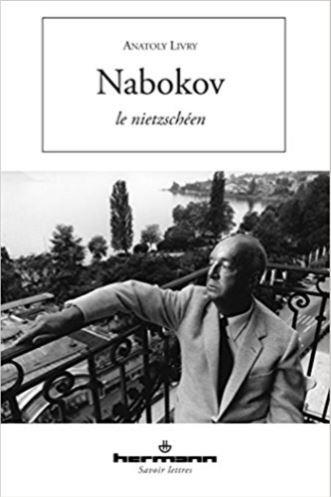 ANATOLY LIVRY
Nabokov
le nietzschéen
hermann
Savoir lettres